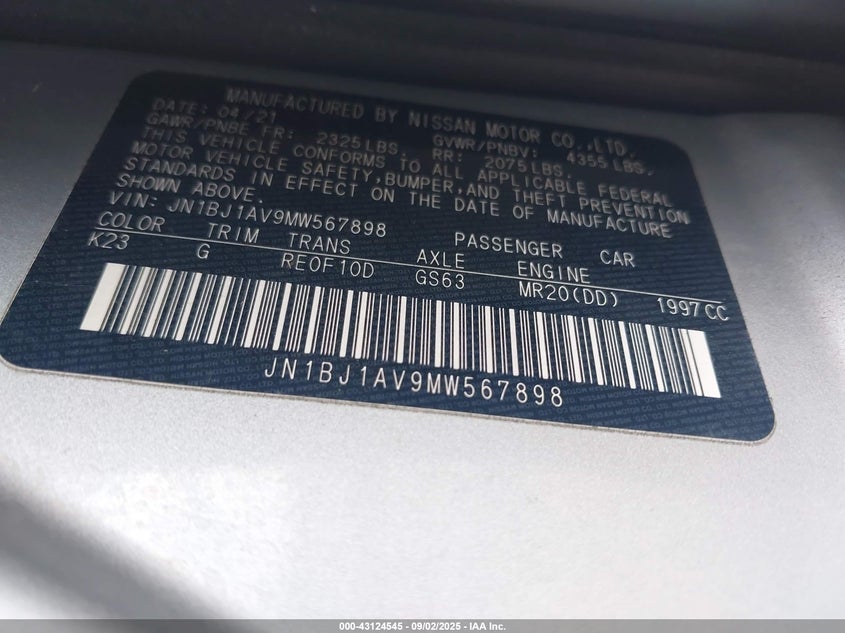 MANUFACTURED BY NISSAN MOTOR CO.,LTD.
DATE: 04/21 GVWR/PNBV: 4355LBS.
GAWR/PNBE FR: 2325LBS. RR: 2075LBS.
THIS VEHICLE CONFORMS TO ALL APPLICABLE FEDERAL
MOTOR VEHICLE SAFETY,BUMPER,AND THEFT PREVENTION
STANDARDS IN EFFECT ON THE DATE OF MANUFACTURE
SHOWN ABOVE.
VIN: JN1BJ1AV9MW567898 PASSENGER CAR
COLOR TRIM TRANS AXLE ENGINE
K23 G RE0F10D GS63 MR20(DD) 1997CC
JN1BJ1AV9MW567898
000-43124545 - 09/02/2025 - IAA Inc.